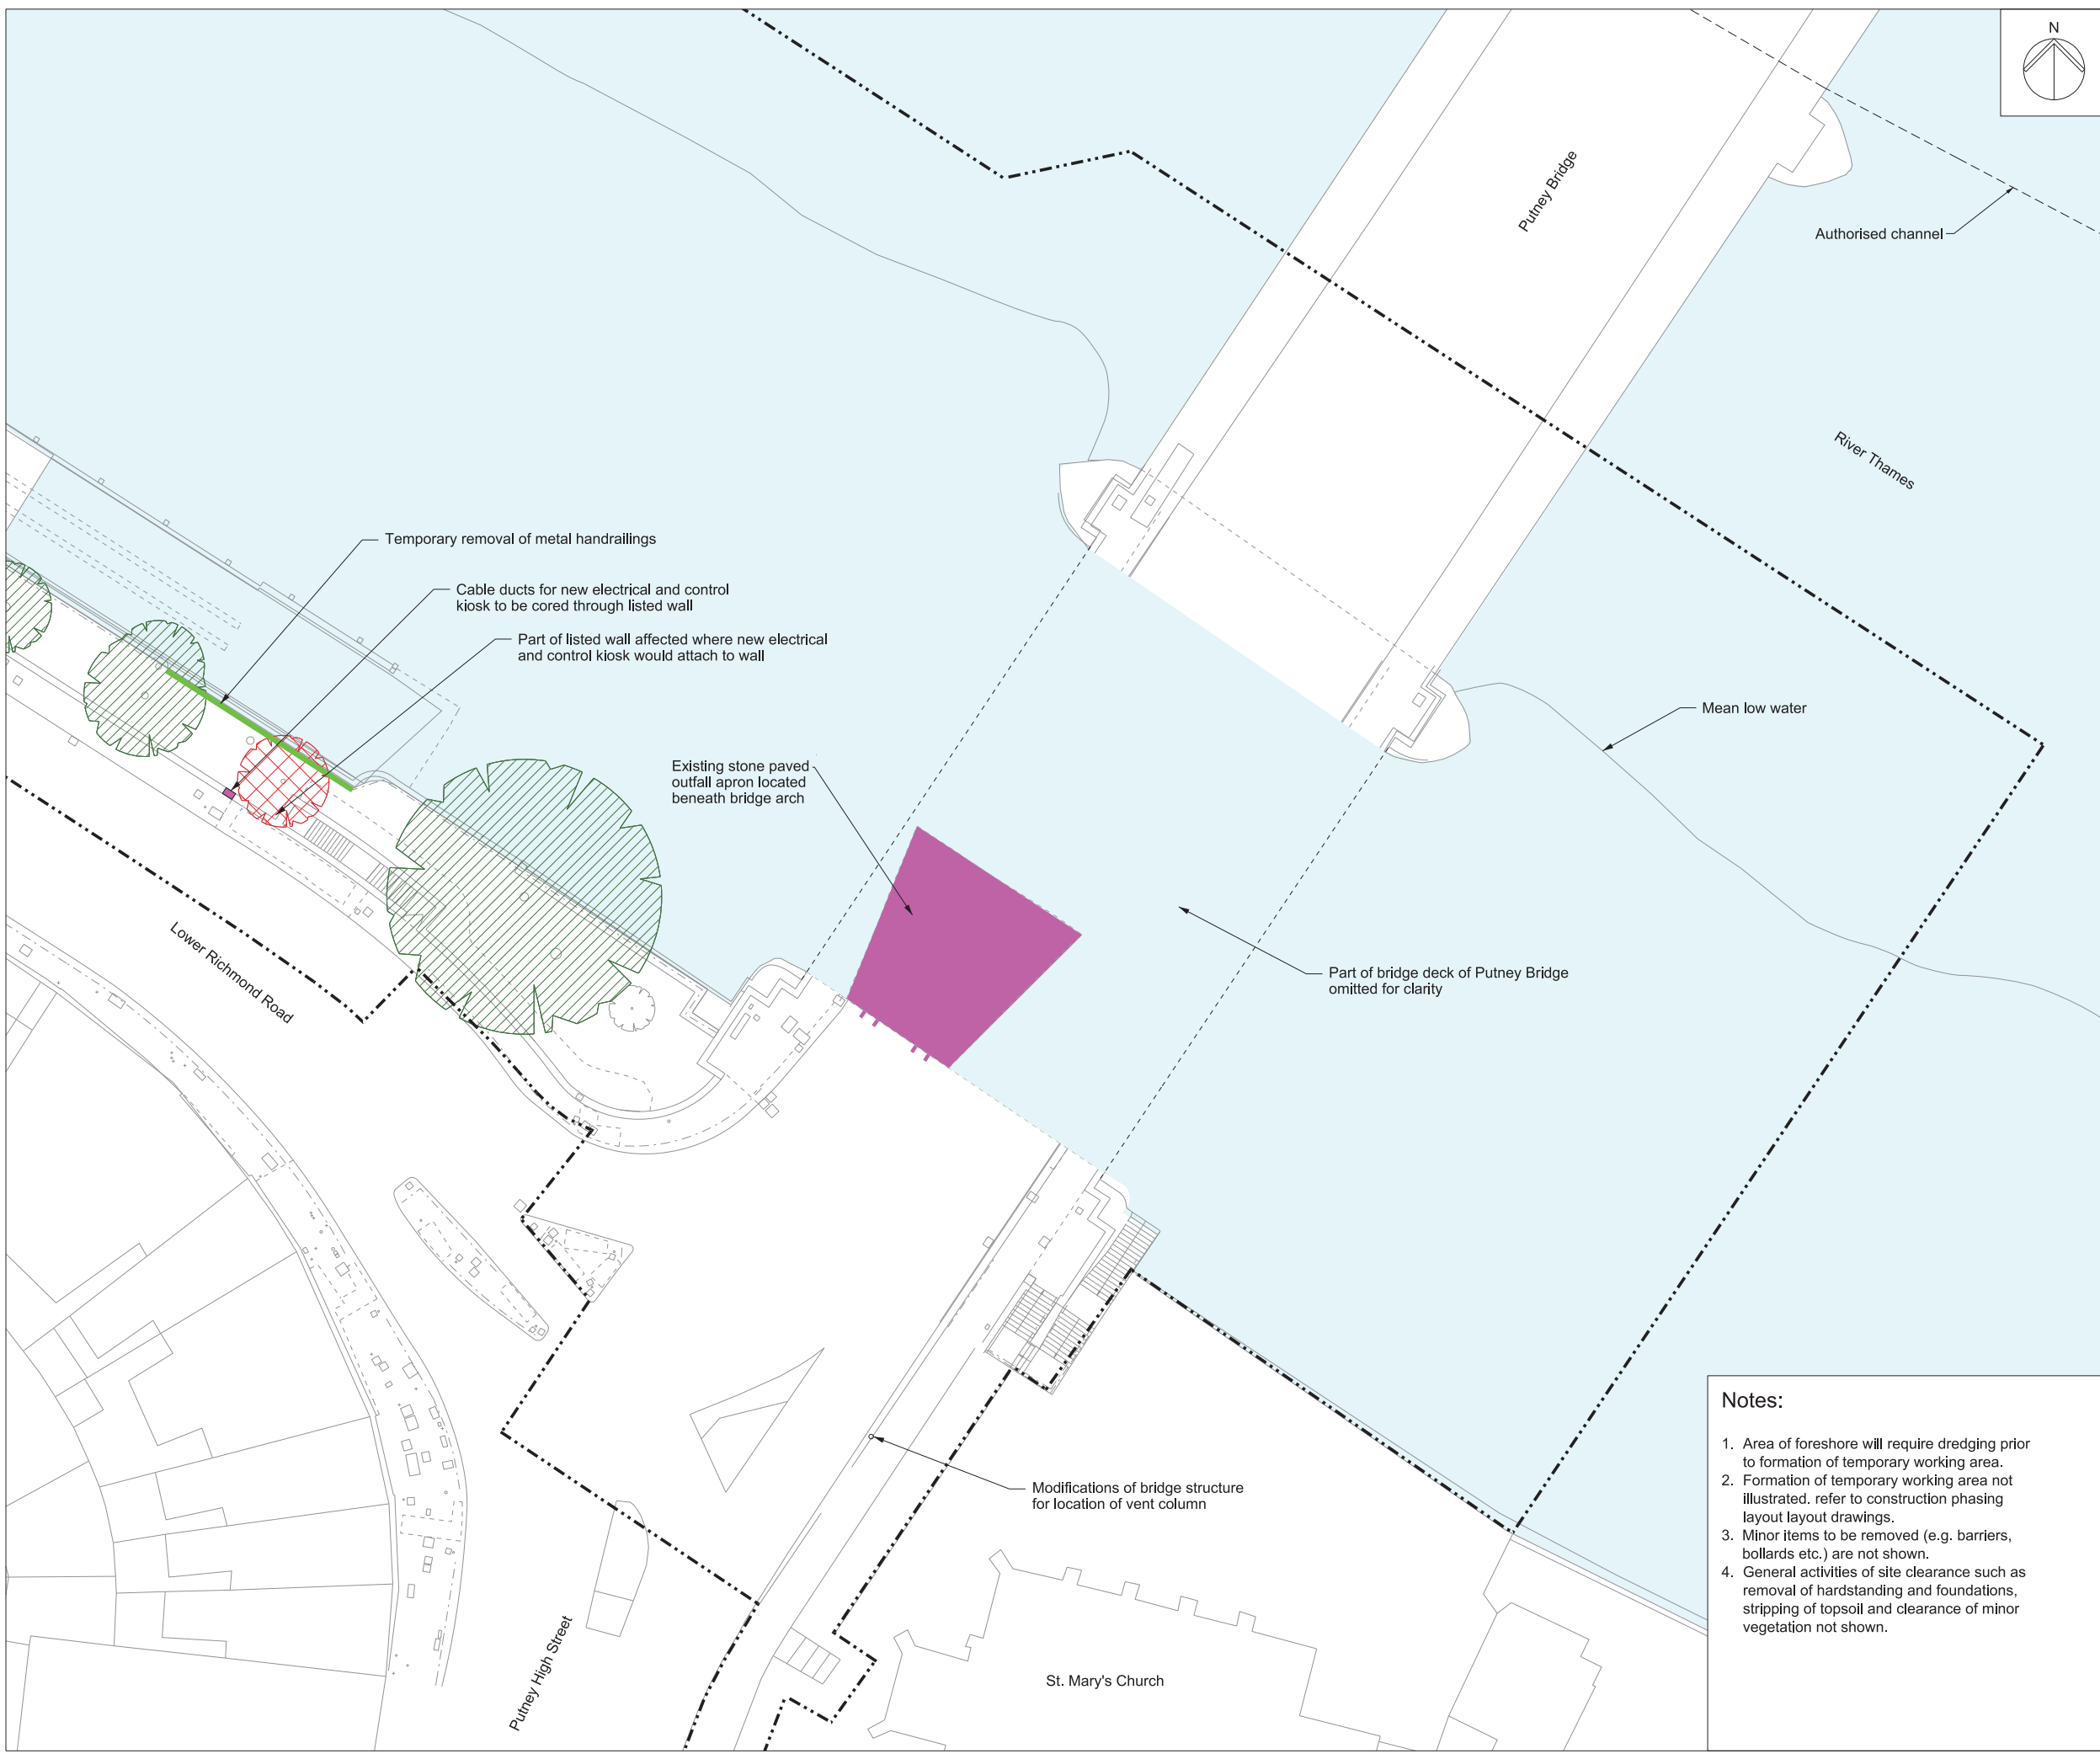 N
Putney Bridge
Authorised channel
River Thames
Temporary removal of metal handrailings
Cable ducts for new electrical and control
kiosk to be cored through listed wall
Part of listed wall affected where new electrical
and control kiosk would attach to wall
Mean low water
Existing stone paved
outfall apron located
beneath bridge arch
Lower Richmond Road
Part of bridge deck of Putney Bridge
omitted for clarity
Modifications of bridge structure
for location of vent column
Putney High Street
St. Mary's Church
Notes:
1. Area of foreshore will require dredging prior
to formation of temporary working area.
2. Formation of temporary working area not
illustrated. refer to construction phasing
layout layout drawings.
3. Minor items to be removed (e.g. barriers,
bollards etc.) are not shown.
4. General activities of site clearance such as
removal of hardstanding and foundations,
stripping of topsoil and clearance of minor
vegetation not shown.